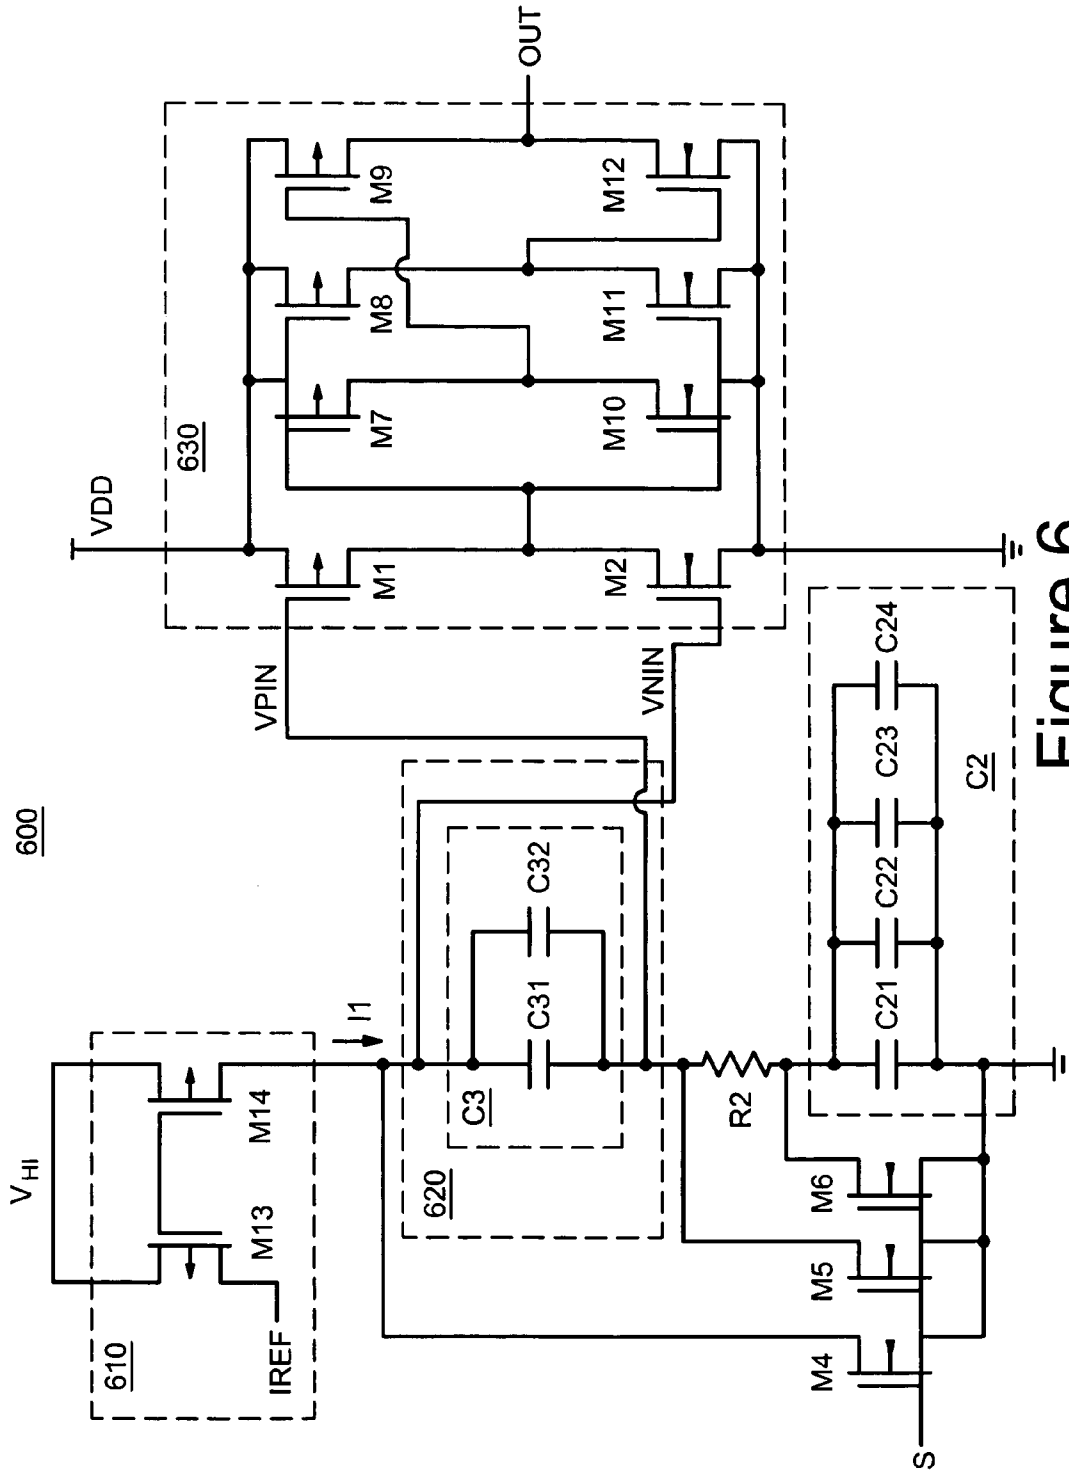 600
V_HI
610
M13
M14
IREF
I1
620
C3
C31
C32
R2
C21
C22
C23
C24
C2
M4
M5
M6
S
VPIN
VNIN
VDD
630
M1
M2
M7
M8
M9
M10
M11
M12
OUT
Figure 6